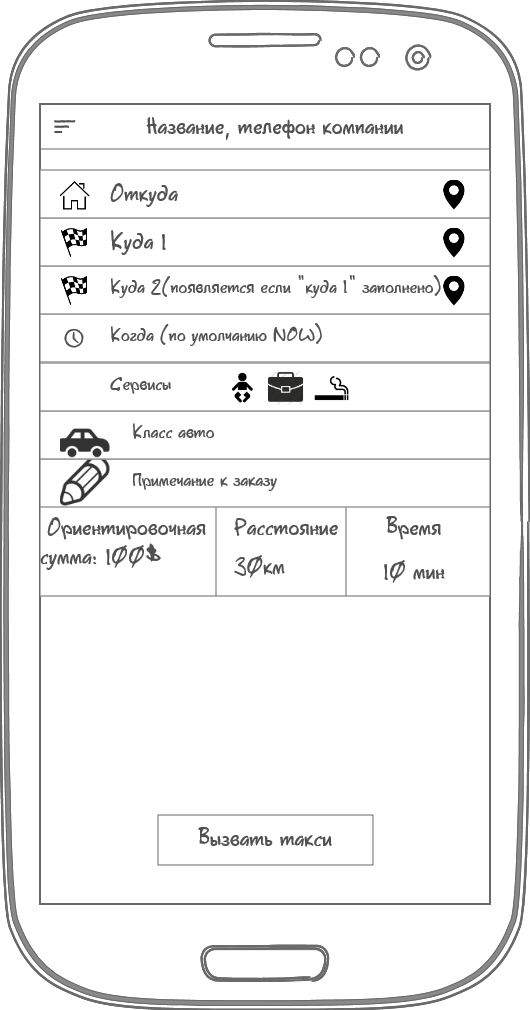 Название, телефон компании
Откуда
Куда 1
Куда 2(появляется если "куда 1" заполнено)
Когда (по умолчанию NOW)
Сервисы
Класс авто
Примечание к заказу
Ориентировочная
сумма: 100$
Расстояние
30км
Время
10 мин
Вызвать такси